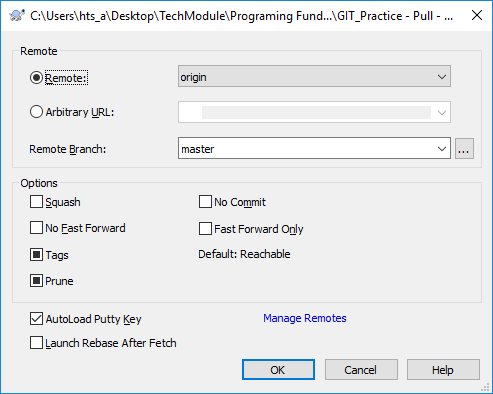 C:\Users\hts_a\Desktop\TechModule\Programing Fund...\GIT_Practice - Pull - ...
Remote
Remote: origin
Arbitrary URL:
Remote Branch: master ...
Options
Squash No Commit
No Fast Forward Fast Forward Only
Tags Default: Reachable
Prune
AutoLoad Putty Key Manage Remotes
Launch Rebase After Fetch
OK Cancel Help